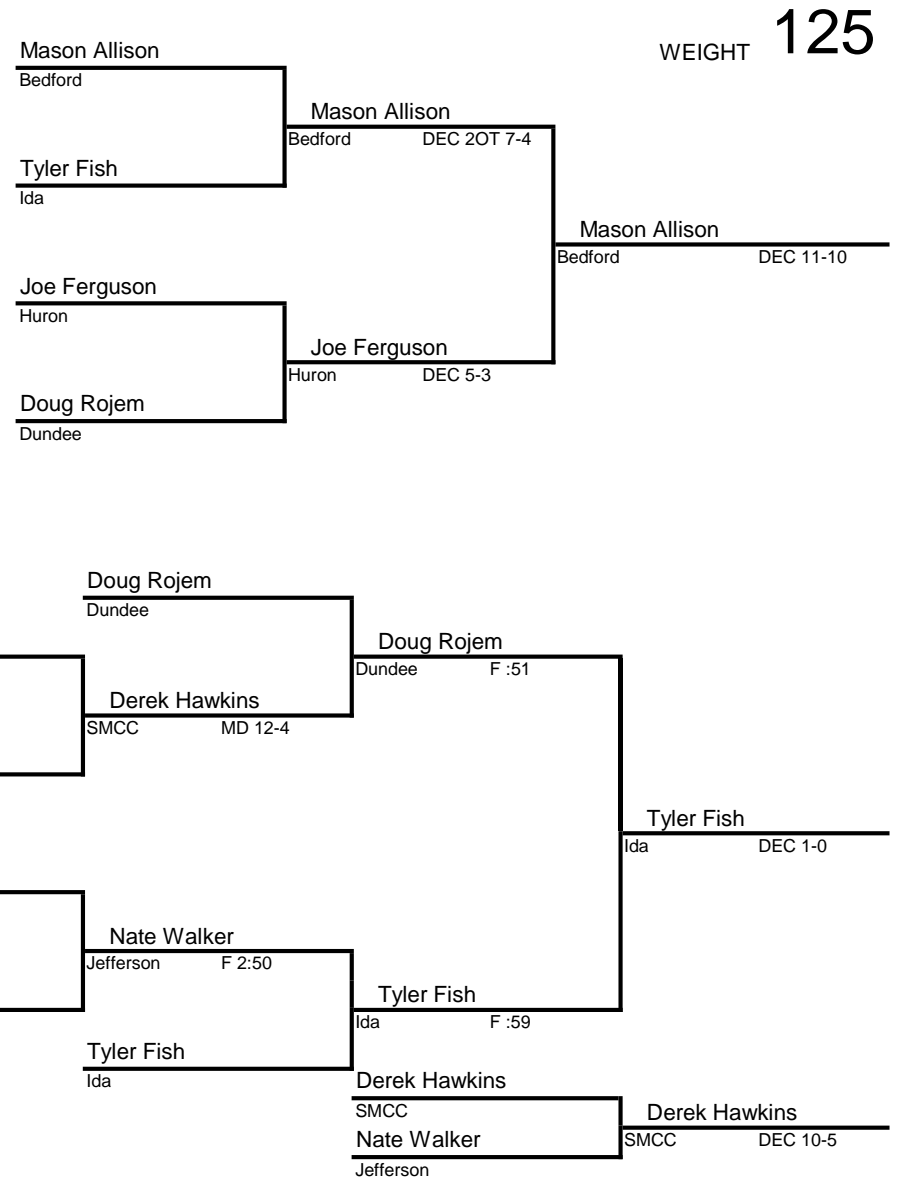 WEIGHT 125
Mason Allison
Bedford
Mason Allison
Bedford DEC 2OT 7-4
Tyler Fish
Ida
Mason Allison
Bedford DEC 11-10
Joe Ferguson
Huron
Joe Ferguson
Huron DEC 5-3
Doug Rojem
Dundee
Doug Rojem
Dundee
Doug Rojem
Dundee F :51
Derek Hawkins
SMCC MD 12-4
Tyler Fish
Ida DEC 1-0
Nate Walker
Jefferson F 2:50
Tyler Fish
Ida F :59
Tyler Fish
Ida
Derek Hawkins
SMCC
Derek Hawkins
SMCC DEC 10-5
Nate Walker
Jefferson